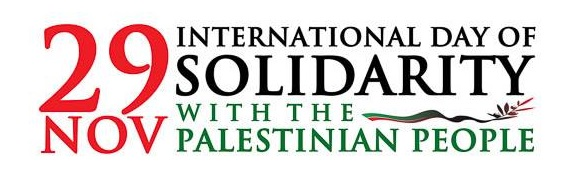 29
NOV
INTERNATIONAL DAY OF
SOLIDARITY
WITH THE
PALESTINIAN PEOPLE